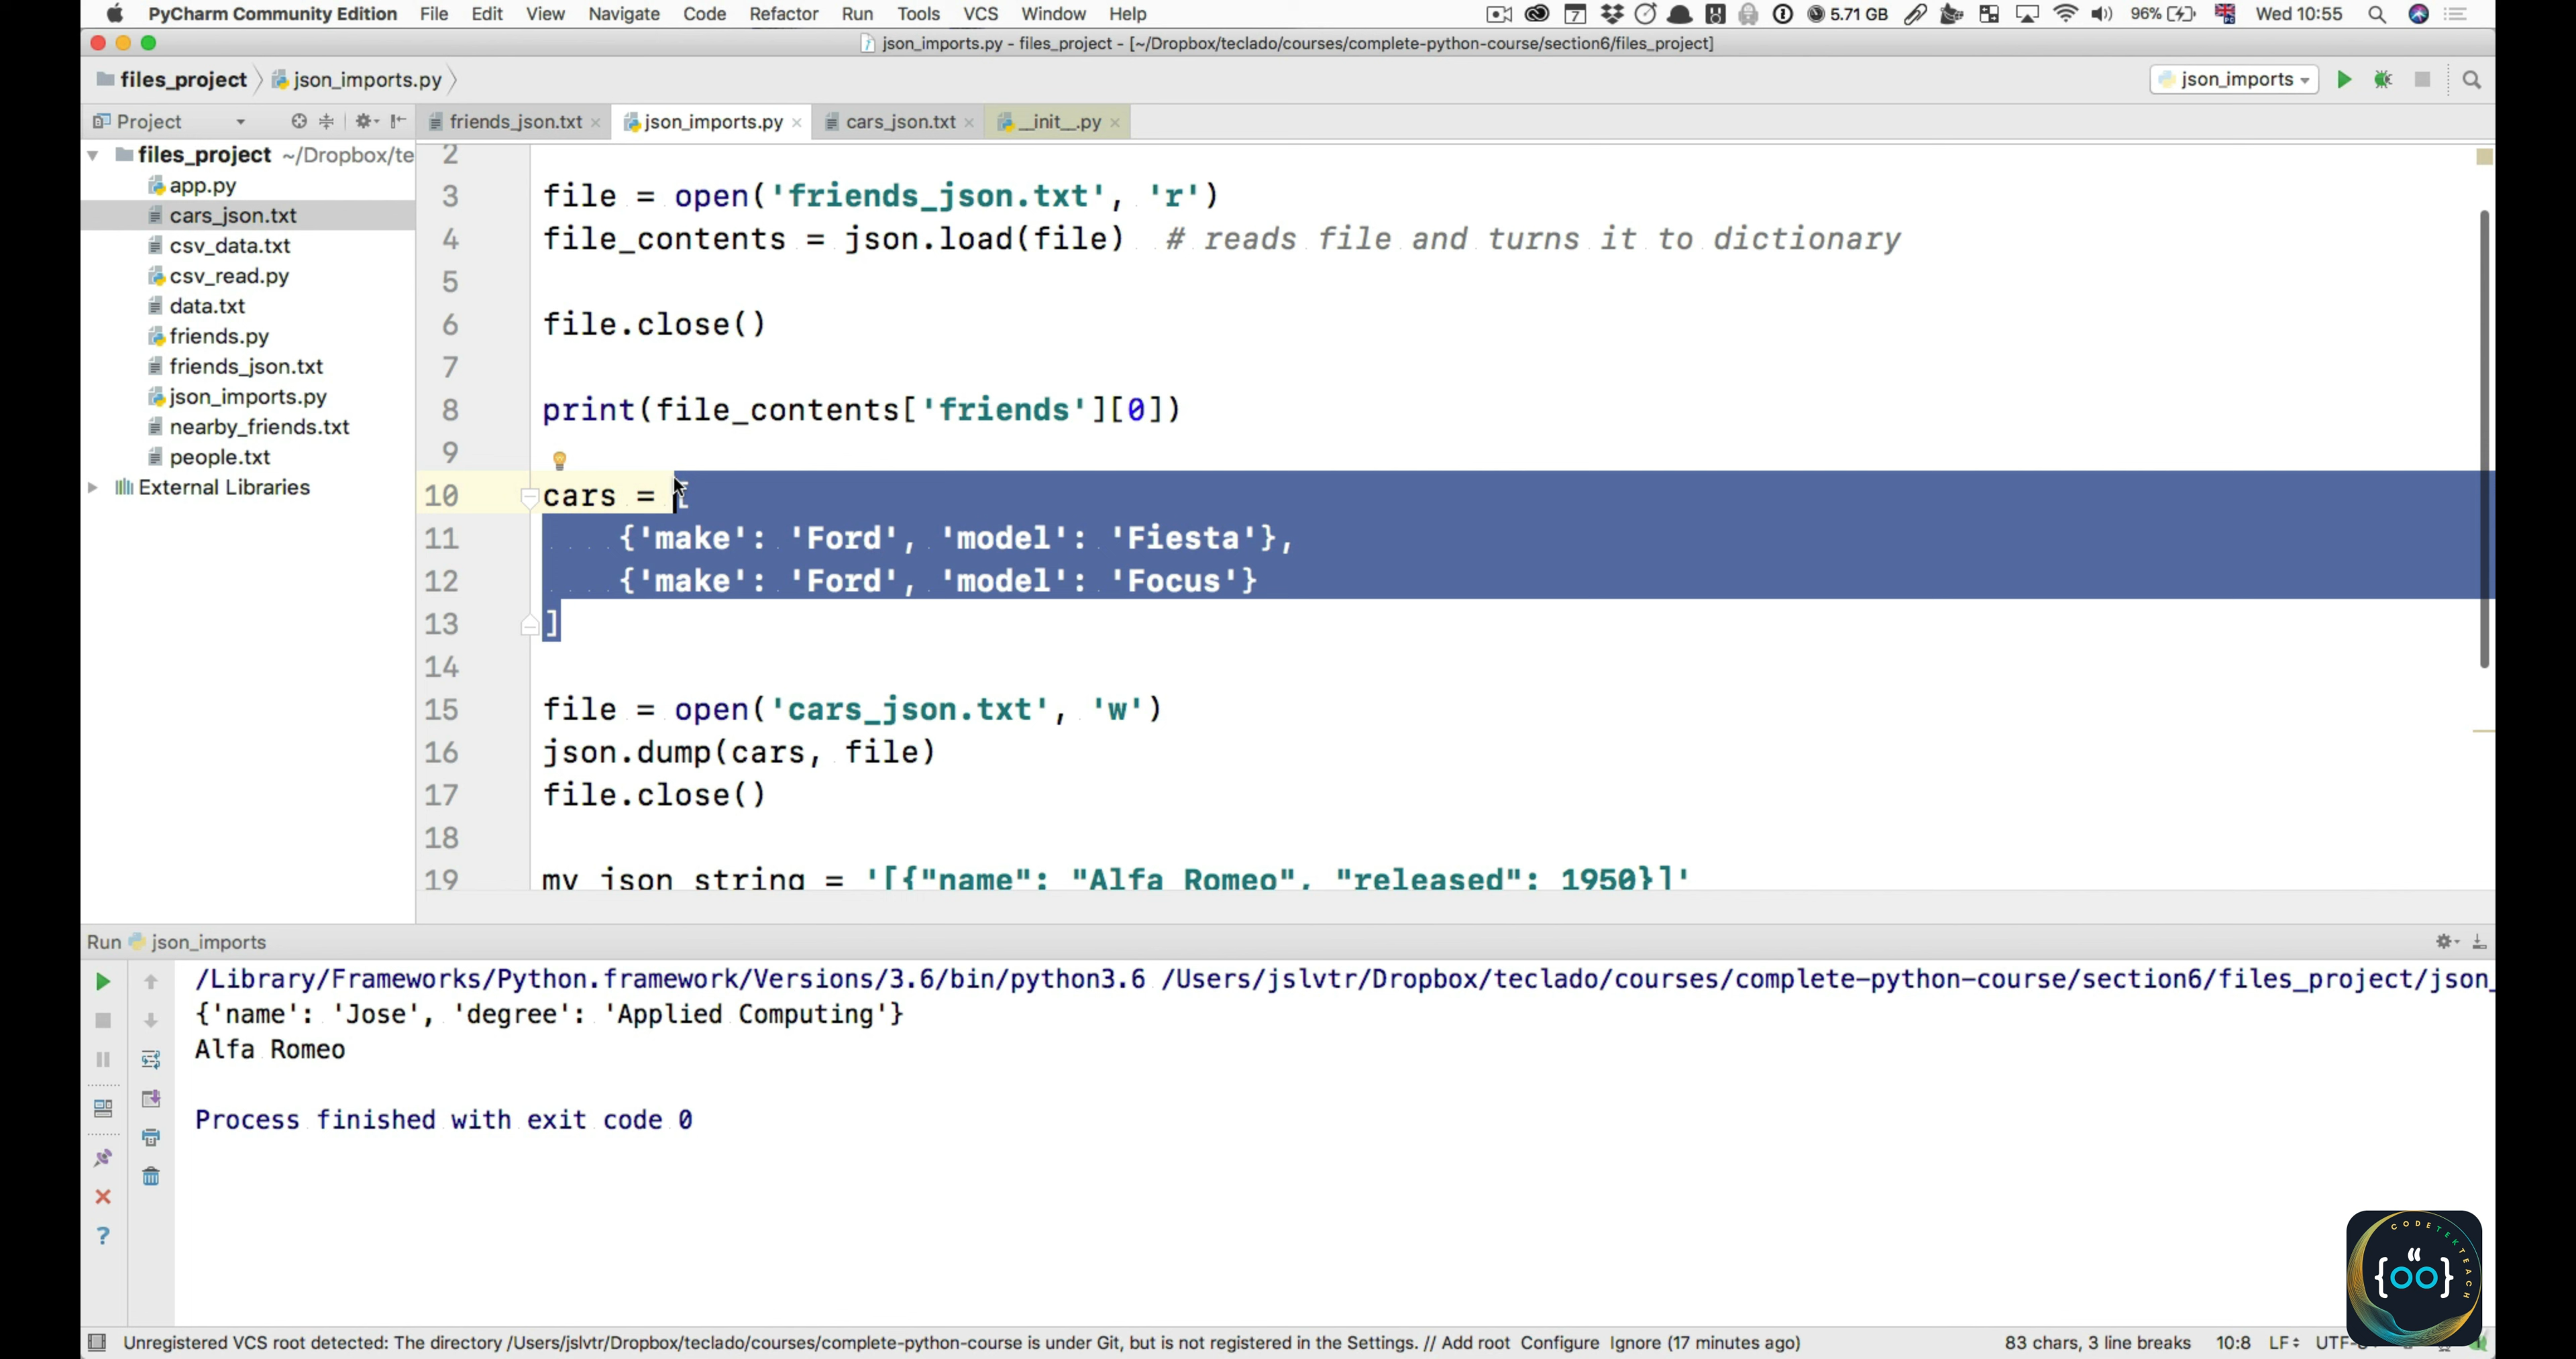 PyCharm Community Edition File Edit View Navigate Code Refactor Run Tools VCS Window Help 7 5.71 GB 96% Wed 10:55
json_imports.py - files_project - [~/Dropbox/teclado/courses/complete-python-course/section6/files_project]
files_project json_imports.py json_imports
Project friends_json.txt json_imports.py cars_json.txt __init__.py
files_project ~/Dropbox/te
app.py
cars_json.txt
csv_data.txt
csv_read.py
data.txt
friends.py
friends_json.txt
json_imports.py
nearby_friends.txt
people.txt
External Libraries
2
3 file = open('friends_json.txt', 'r')
4 file_contents = json.load(file)  # reads file and turns it to dictionary
5
6 file.close()
7
8 print(file_contents['friends'][0])
9
10 cars = [
11 {'make': 'Ford', 'model': 'Fiesta'},
12 {'make': 'Ford', 'model': 'Focus'}
13 ]
14
15 file = open('cars_json.txt', 'w')
16 json.dump(cars, file)
17 file.close()
18
19 my_json_string = '[{"name": "Alfa Romeo", "released": 1950}]'
Run json_imports
/Library/Frameworks/Python.framework/Versions/3.6/bin/python3.6 /Users/jslvtr/Dropbox/teclado/courses/complete-python-course/section6/files_project/json_
{'name': 'Jose', 'degree': 'Applied Computing'}
Alfa Romeo
Process finished with exit code 0
CODETEKTEACH
Unregistered VCS root detected: The directory /Users/jslvtr/Dropbox/teclado/courses/complete-python-course is under Git, but is not registered in the Settings. // Add root Configure Ignore (17 minutes ago) 83 chars, 3 line breaks 10:8 LF UTF-